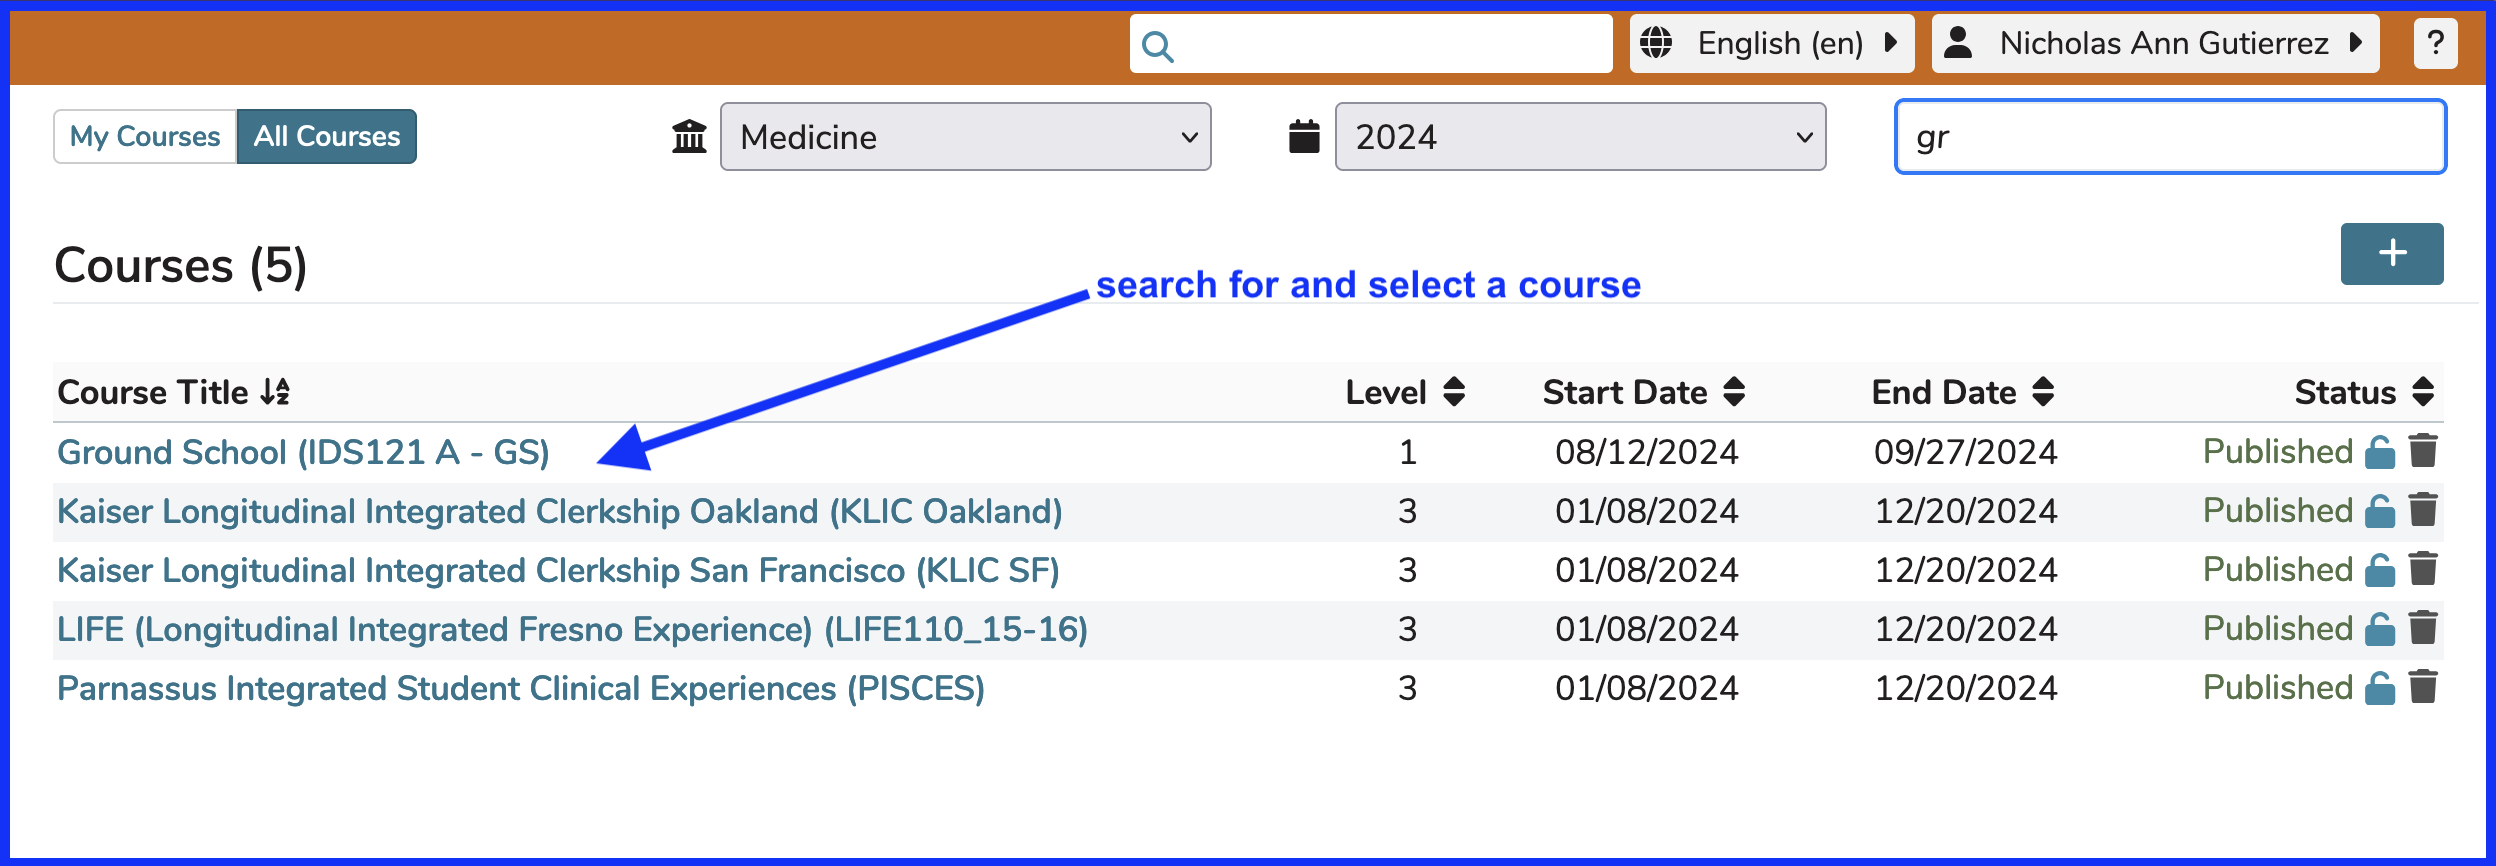 English (en) Nicholas Ann Gutierrez ?
My Courses All Courses Medicine 2024 gr
Courses (5) +
search for and select a course
Course Title Level Start Date End Date Status
Ground School (IDS121 A - GS) 1 08/12/2024 09/27/2024 Published
Kaiser Longitudinal Integrated Clerkship Oakland (KLIC Oakland) 3 01/08/2024 12/20/2024 Published
Kaiser Longitudinal Integrated Clerkship San Francisco (KLIC SF) 3 01/08/2024 12/20/2024 Published
LIFE (Longitudinal Integrated Fresno Experience) (LIFE110_15-16) 3 01/08/2024 12/20/2024 Published
Parnassus Integrated Student Clinical Experiences (PISCES) 3 01/08/2024 12/20/2024 Published